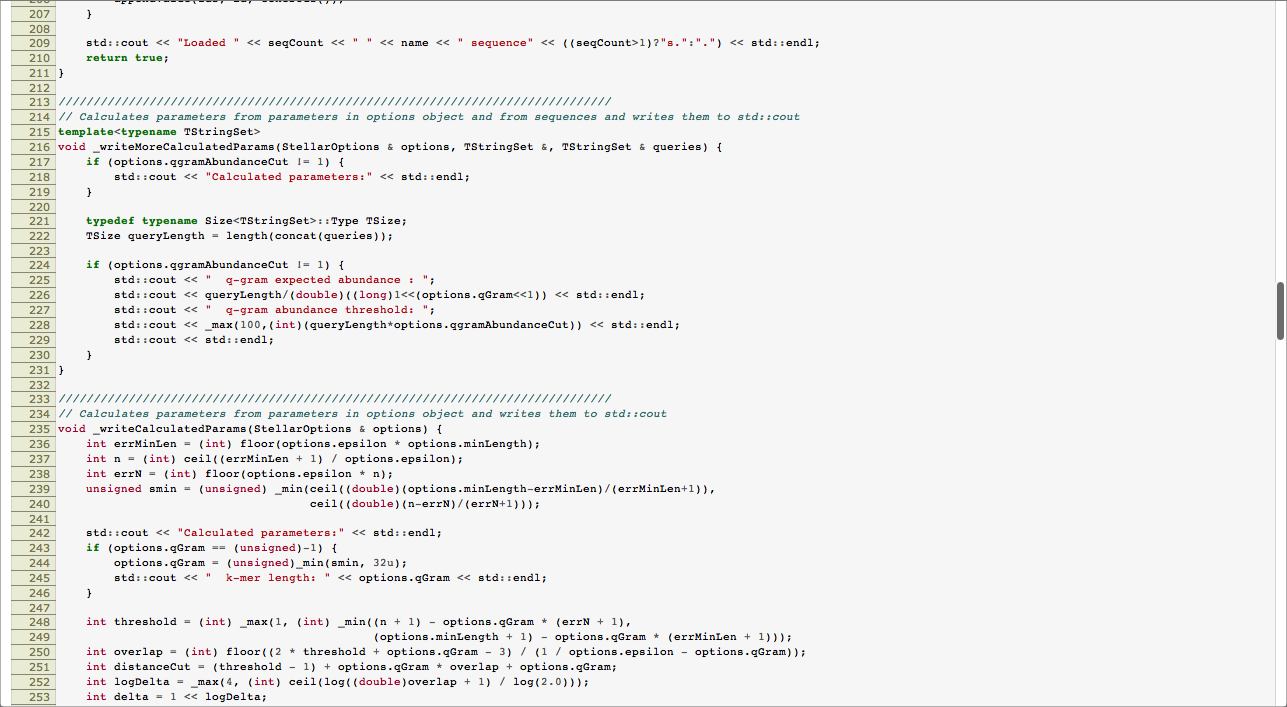 207     }
208
209     std::cout << "Loaded " << seqCount << " " << name << " sequence" << ((seqCount>1)?"s.":".") << std::endl;
210     return true;
211 }
212
213 ///////////////////////////////////////////////////////////////////////////////
214 // Calculates parameters from parameters in options object and from sequences and writes them to std::cout
215 template<typename TStringSet>
216 void _writeMoreCalculatedParams(StellarOptions & options, TStringSet &, TStringSet & queries) {
217     if (options.qgramAbundanceCut != 1) {
218         std::cout << "Calculated parameters:" << std::endl;
219     }
220
221     typedef typename Size<TStringSet>::Type TSize;
222     TSize queryLength = length(concat(queries));
223
224     if (options.qgramAbundanceCut != 1) {
225         std::cout << "  q-gram expected abundance : ";
226         std::cout << queryLength/(double)((long)1<<(options.qGram<<1)) << std::endl;
227         std::cout << "  q-gram abundance threshold: ";
228         std::cout << _max(100,(int)(queryLength*options.qgramAbundanceCut)) << std::endl;
229         std::cout << std::endl;
230     }
231 }
232
233 ///////////////////////////////////////////////////////////////////////////////
234 // Calculates parameters from parameters in options object and writes them to std::cout
235 void _writeCalculatedParams(StellarOptions & options) {
236     int errMinLen = (int) floor(options.epsilon * options.minLength);
237     int n = (int) ceil((errMinLen + 1) / options.epsilon);
238     int errN = (int) floor(options.epsilon * n);
239     unsigned smin = (unsigned) _min(ceil((double)(options.minLength-errMinLen)/(errMinLen+1)),
240                                     ceil((double)(n-errN)/(errN+1)));
241
242     std::cout << "Calculated parameters:" << std::endl;
243     if (options.qGram == (unsigned)-1) {
244         options.qGram = (unsigned)_min(smin, 32u);
245         std::cout << "  k-mer length: " << options.qGram << std::endl;
246     }
247
248     int threshold = (int) _max(1, (int) _min((n + 1) - options.qGram * (errN + 1),
249                                              (options.minLength + 1) - options.qGram * (errMinLen + 1)));
250     int overlap = (int) floor((2 * threshold + options.qGram - 3) / (1 / options.epsilon - options.qGram));
251     int distanceCut = (threshold - 1) + options.qGram * overlap + options.qGram;
252     int logDelta = _max(4, (int) ceil(log((double)overlap + 1) / log(2.0)));
253     int delta = 1 << logDelta;